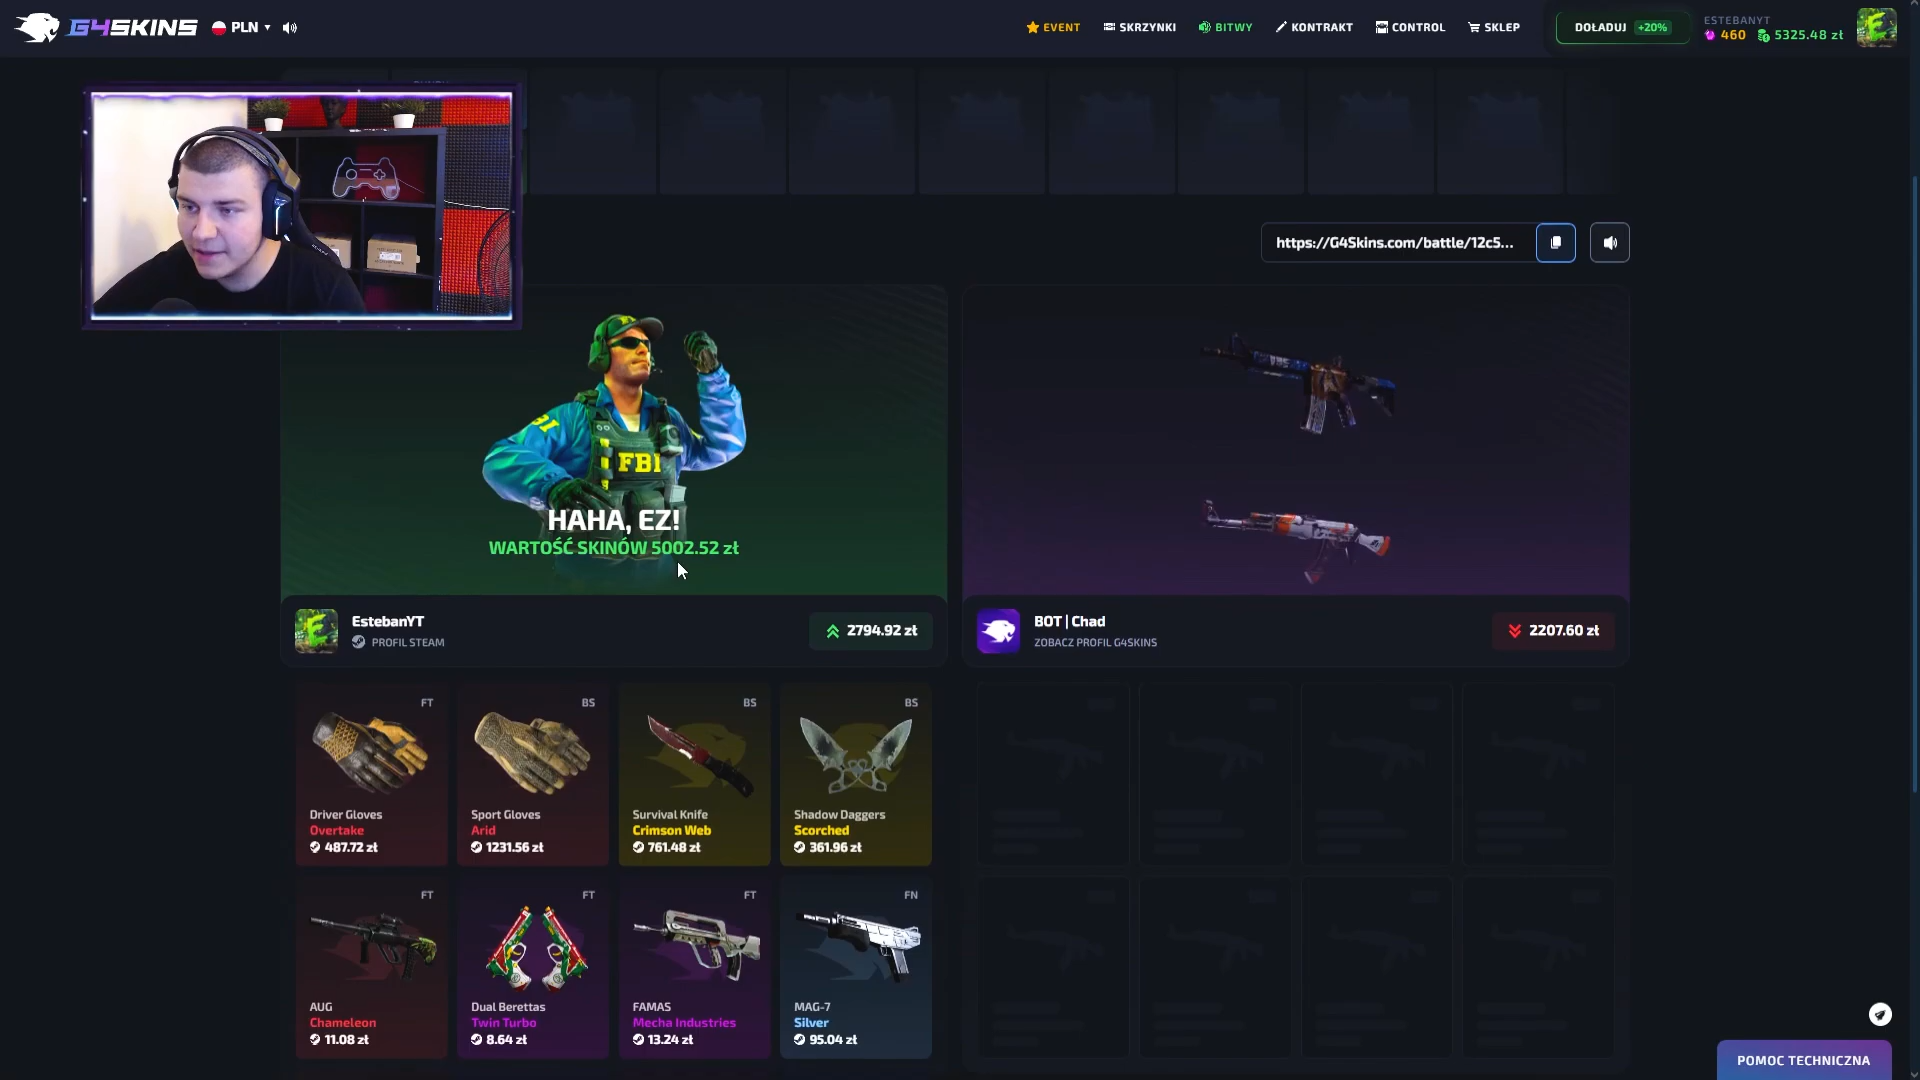 G4SKINS
PLN
EVENT
SKRZYNKI
BITWY
KONTRAKT
CONTROL
SKLEP
DOŁADUJ +20%
ESTEBANYT
460 5325.48 zł
https://G4Skins.com/battle/12c5...
FBI
HAHA, EZ!
WARTOŚĆ SKINÓW 5002.52 zł
EstebanYT
PROFIL STEAM
2794.92 zł
BOT | Chad
ZOBACZ PROFIL G4SKINS
2207.60 zł
FT
Driver Gloves
Overtake
487.72 zł
BS
Sport Gloves
Arid
1231.56 zł
BS
Survival Knife
Crimson Web
761.48 zł
BS
Shadow Daggers
Scorched
361.96 zł
FT
AUG
Chameleon
11.08 zł
FT
Dual Berettas
Twin Turbo
8.64 zł
FT
FAMAS
Mecha Industries
13.24 zł
FN
MAG-7
Silver
95.04 zł
POMOC TECHNICZNA